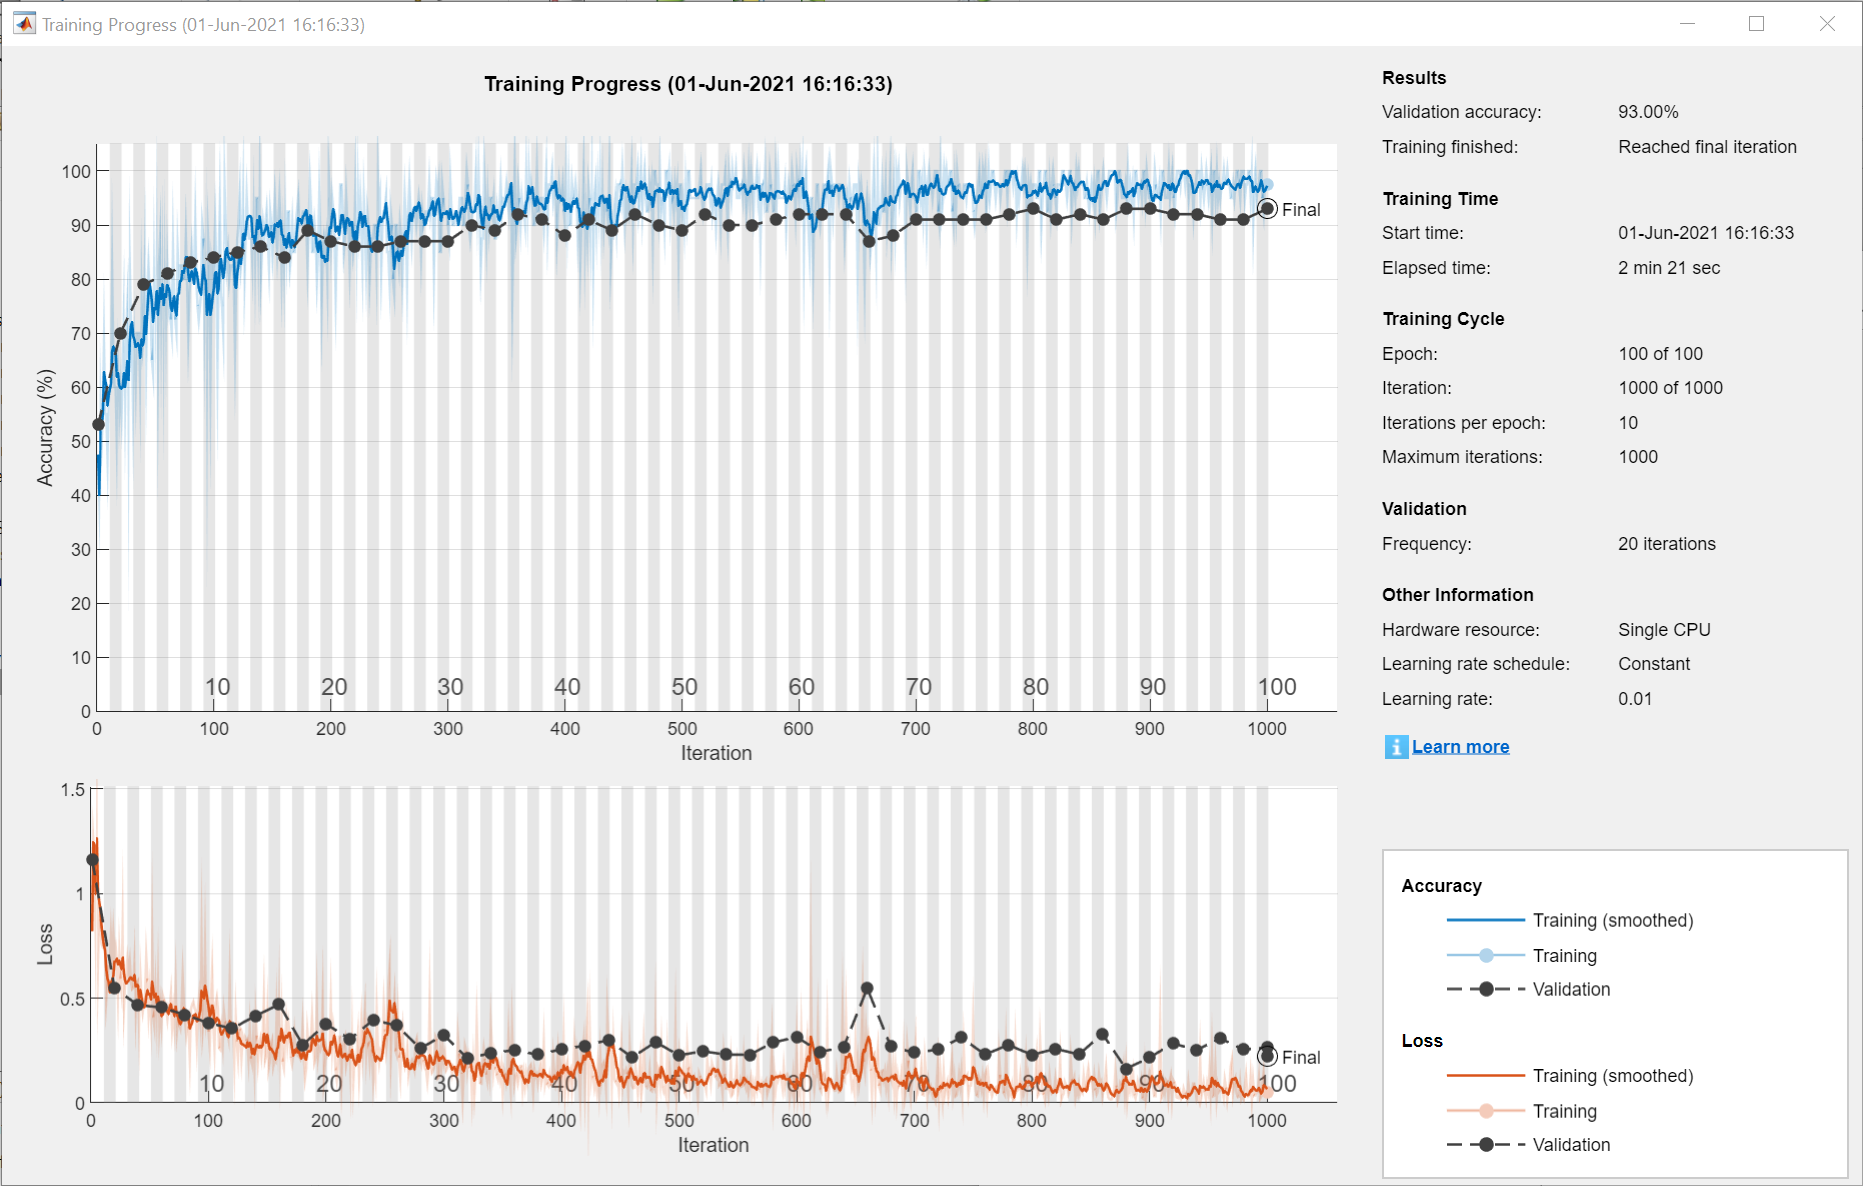 Training Progress (01-Jun-2021 16:16:33)
Training Progress (01-Jun-2021 16:16:33)
Accuracy (%)
100
90
80
70
60
50
40
30
20
10
0
10 20 30 40 50 60 70 80 90 100
0 100 200 300 400 500 600 700 800 900 1000
Iteration
Final
Loss
1.5
1
0.5
0
10 20 30 40 50 60 70 80 90 100
0 100 200 300 400 500 600 700 800 900 1000
Iteration
Final
Results
Validation accuracy: 93.00%
Training finished: Reached final iteration
Training Time
Start time: 01-Jun-2021 16:16:33
Elapsed time: 2 min 21 sec
Training Cycle
Epoch: 100 of 100
Iteration: 1000 of 1000
Iterations per epoch: 10
Maximum iterations: 1000
Validation
Frequency: 20 iterations
Other Information
Hardware resource: Single CPU
Learning rate schedule: Constant
Learning rate: 0.01
i Learn more
Accuracy
Training (smoothed)
Training
Validation
Loss
Training (smoothed)
Training
Validation